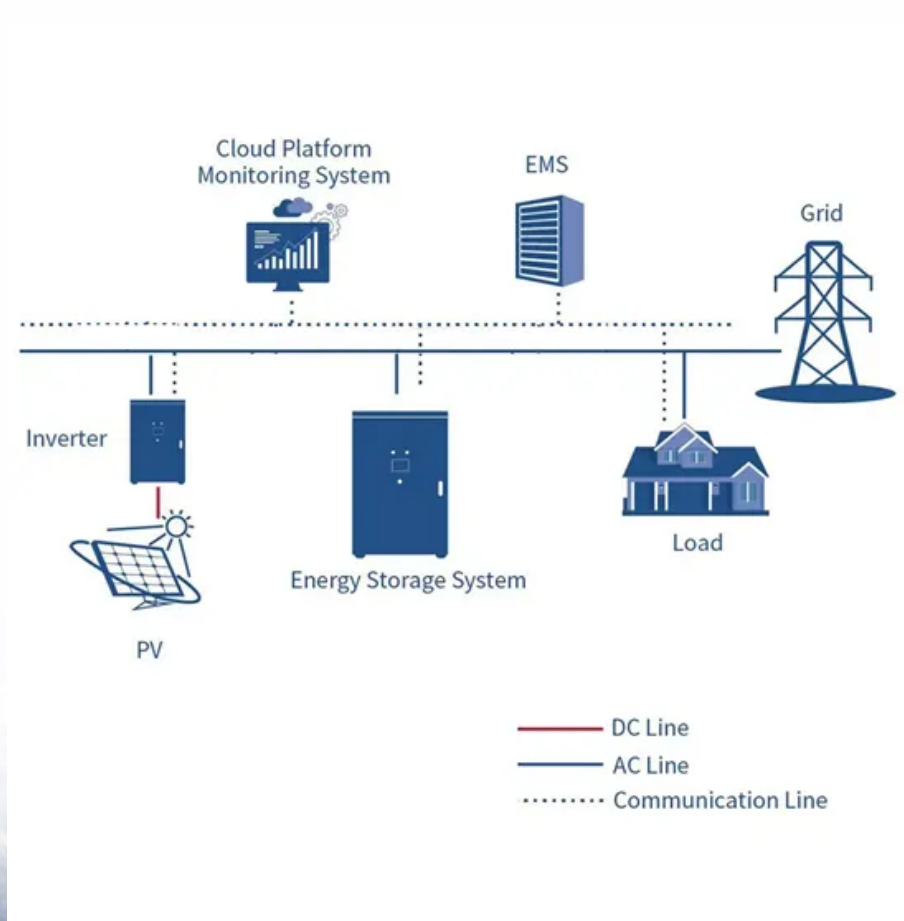 Cloud Platform
Monitoring System
EMS
Grid
Inverter
Load
Energy Storage System
PV
DC Line
AC Line
Communication Line